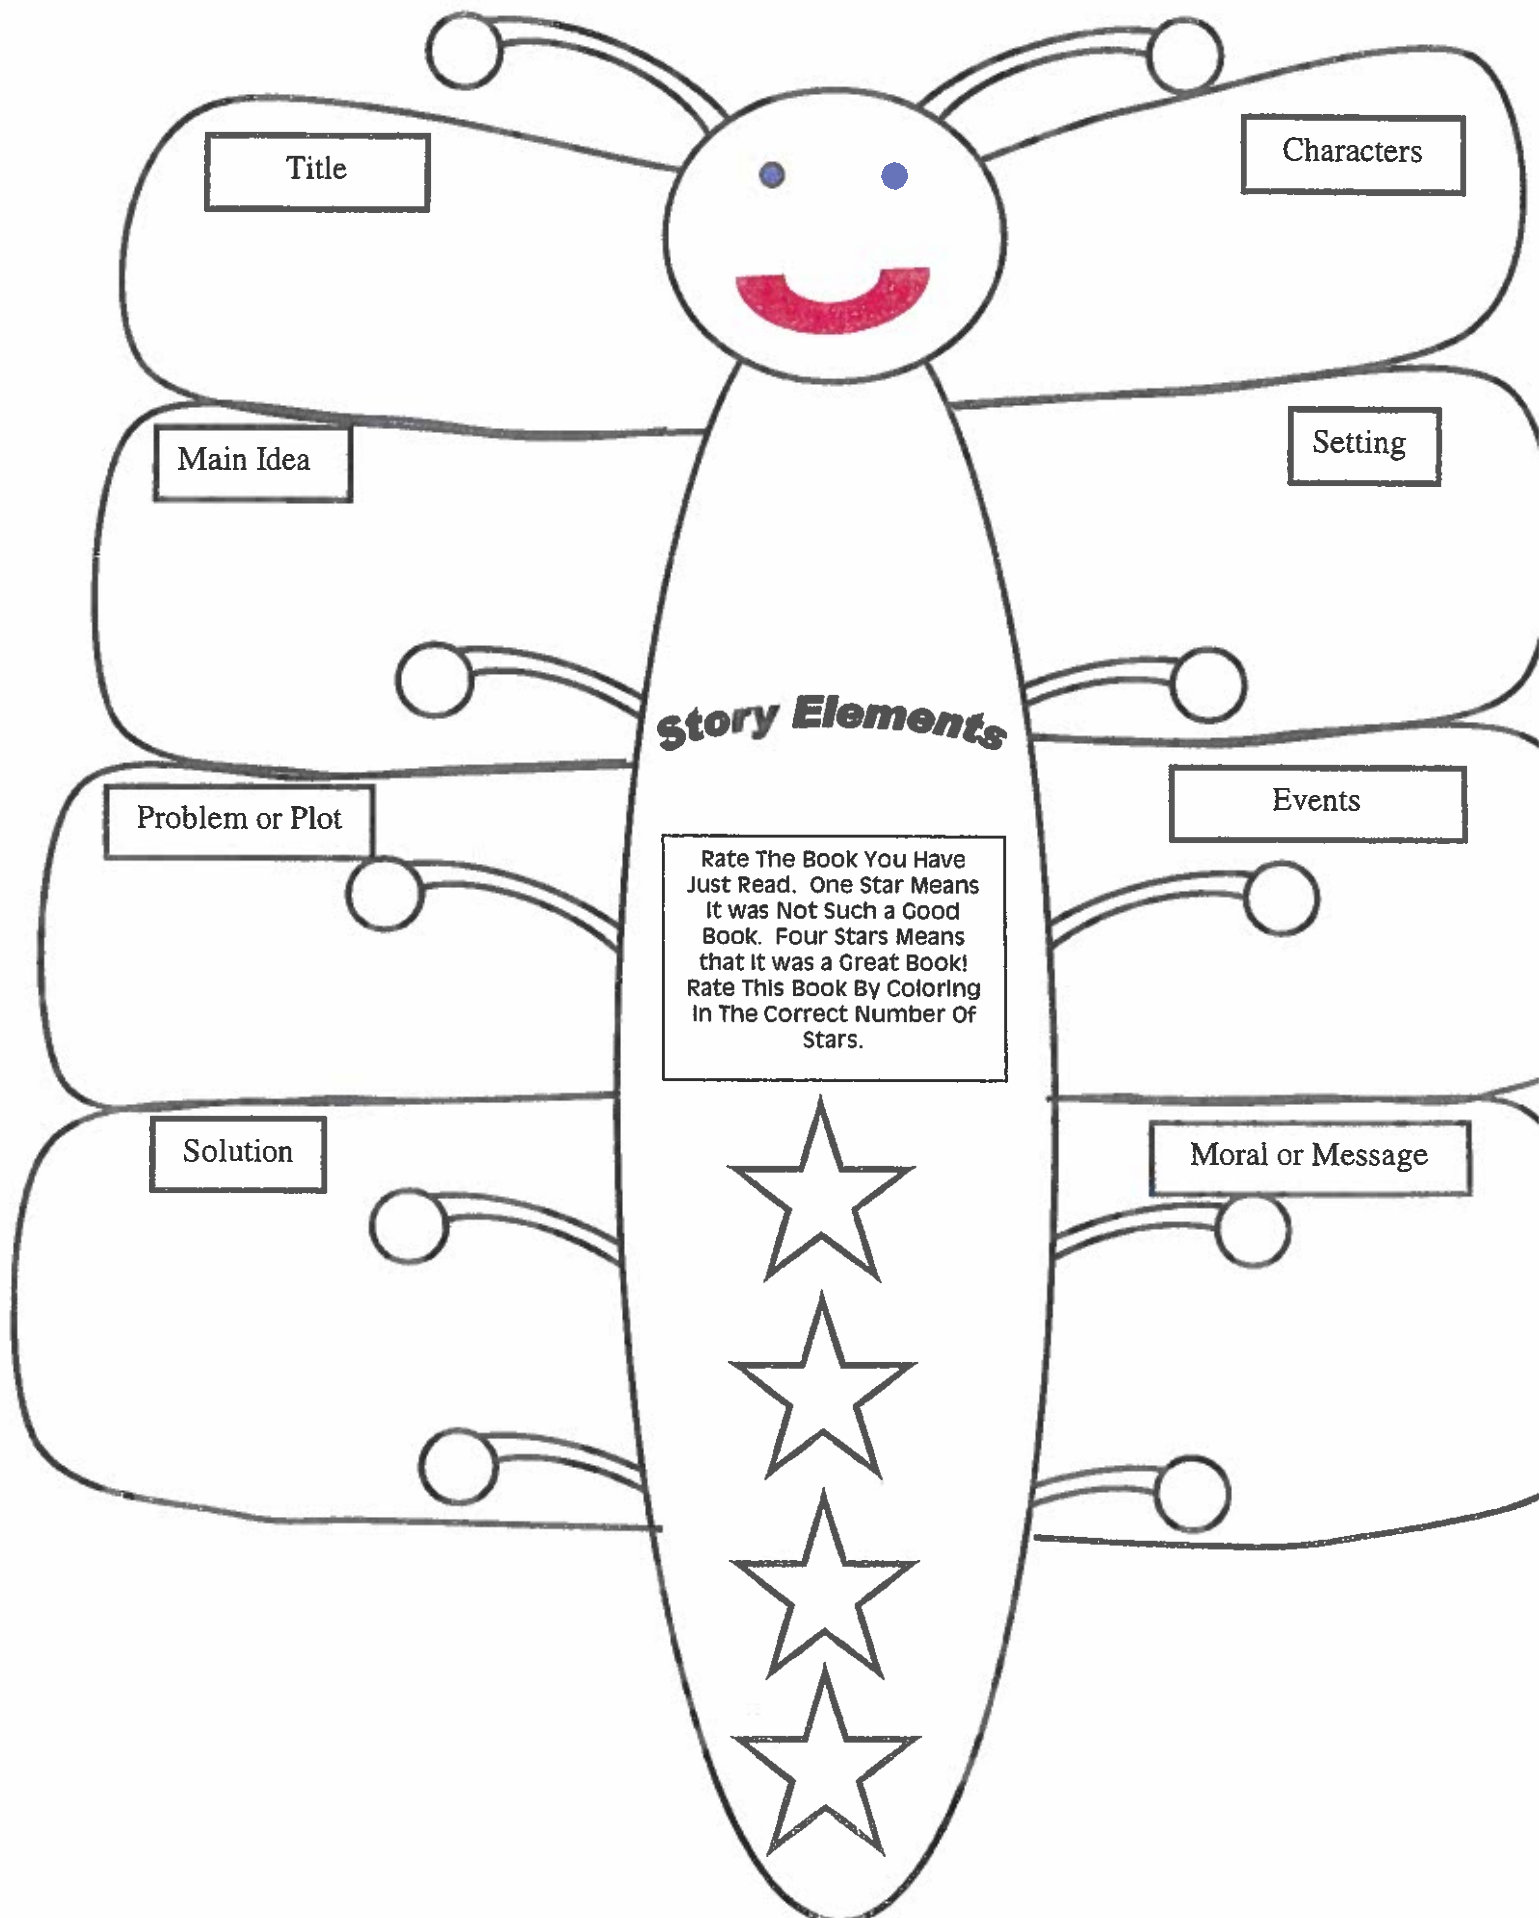 Title
Characters
Main Idea
Setting
Story Elements
Problem or Plot
Events
Rate The Book You Have
Just Read. One Star Means
It was Not Such a Good
Book. Four Stars Means
that It was a Great Book!
Rate This Book By Coloring
In The Correct Number Of
Stars.
Solution
Moral or Message